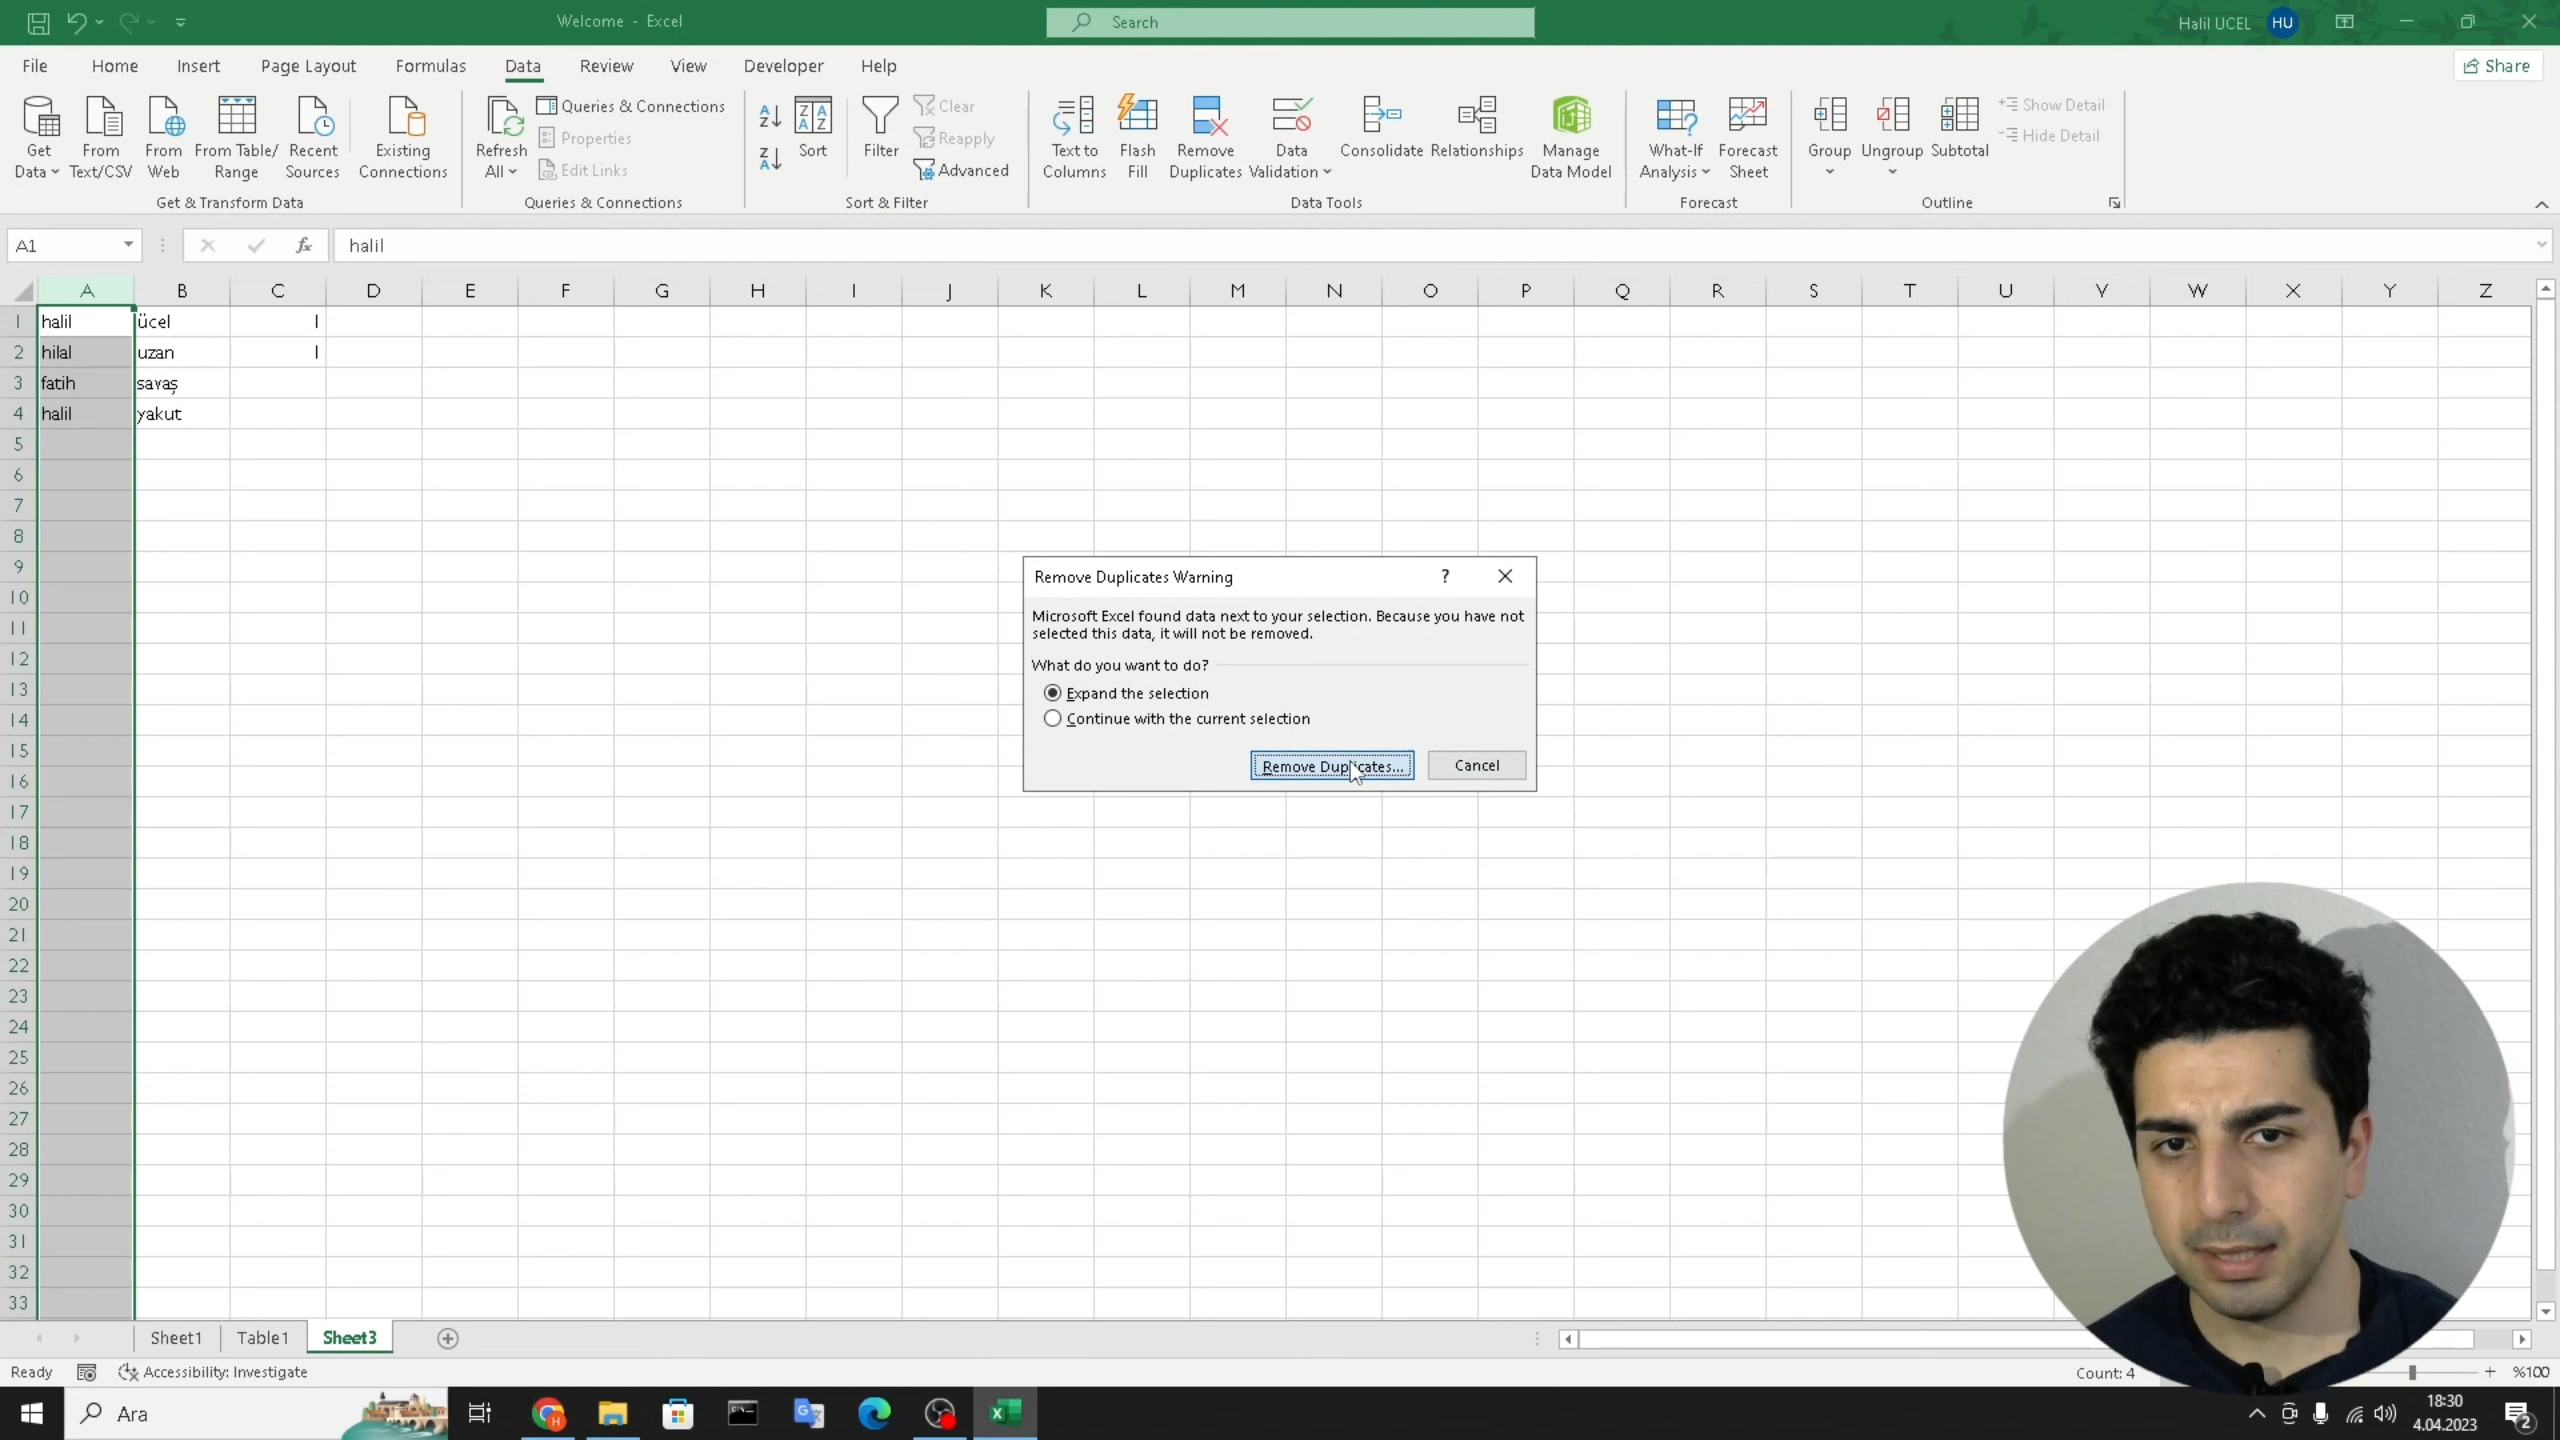 Welcome - Excel
Search
Halil UCEL HU
File Home Insert Page Layout Formulas Data Review View Developer Help
Share
Get Data
From Text/CSV
From Web
From Table/Range
Recent Sources
Existing Connections
Get & Transform Data
Refresh All
Queries & Connections
Properties
Edit Links
Queries & Connections
Sort
Filter
Clear
Reapply
Advanced
Sort & Filter
Text to Columns
Flash Fill
Remove Duplicates
Data Validation
Consolidate
Relationships
Manage Data Model
Data Tools
What-If Analysis
Forecast Sheet
Forecast
Group
Ungroup
Subtotal
Show Detail
Hide Detail
Outline
A1 fx halil
A B C D E F G H I J K L M N O P Q R S T U V W X Y Z
1 halil ücel 1
2 hilal uzan 1
3 fatih savaş
4 halil yakut
5
6
7
8
9
10
11
12
13
14
15
16
17
18
19
20
21
22
23
24
25
26
27
28
29
30
31
32
33
Remove Duplicates Warning ?
Microsoft Excel found data next to your selection. Because you have not
selected this data, it will not be removed.
What do you want to do?
Expand the selection
Continue with the current selection
Remove Duplicates... Cancel
Sheet1 Table1 Sheet3
Ready Accessibility: Investigate Count: 4 %100
Ara
18:30
4.04.2023
2